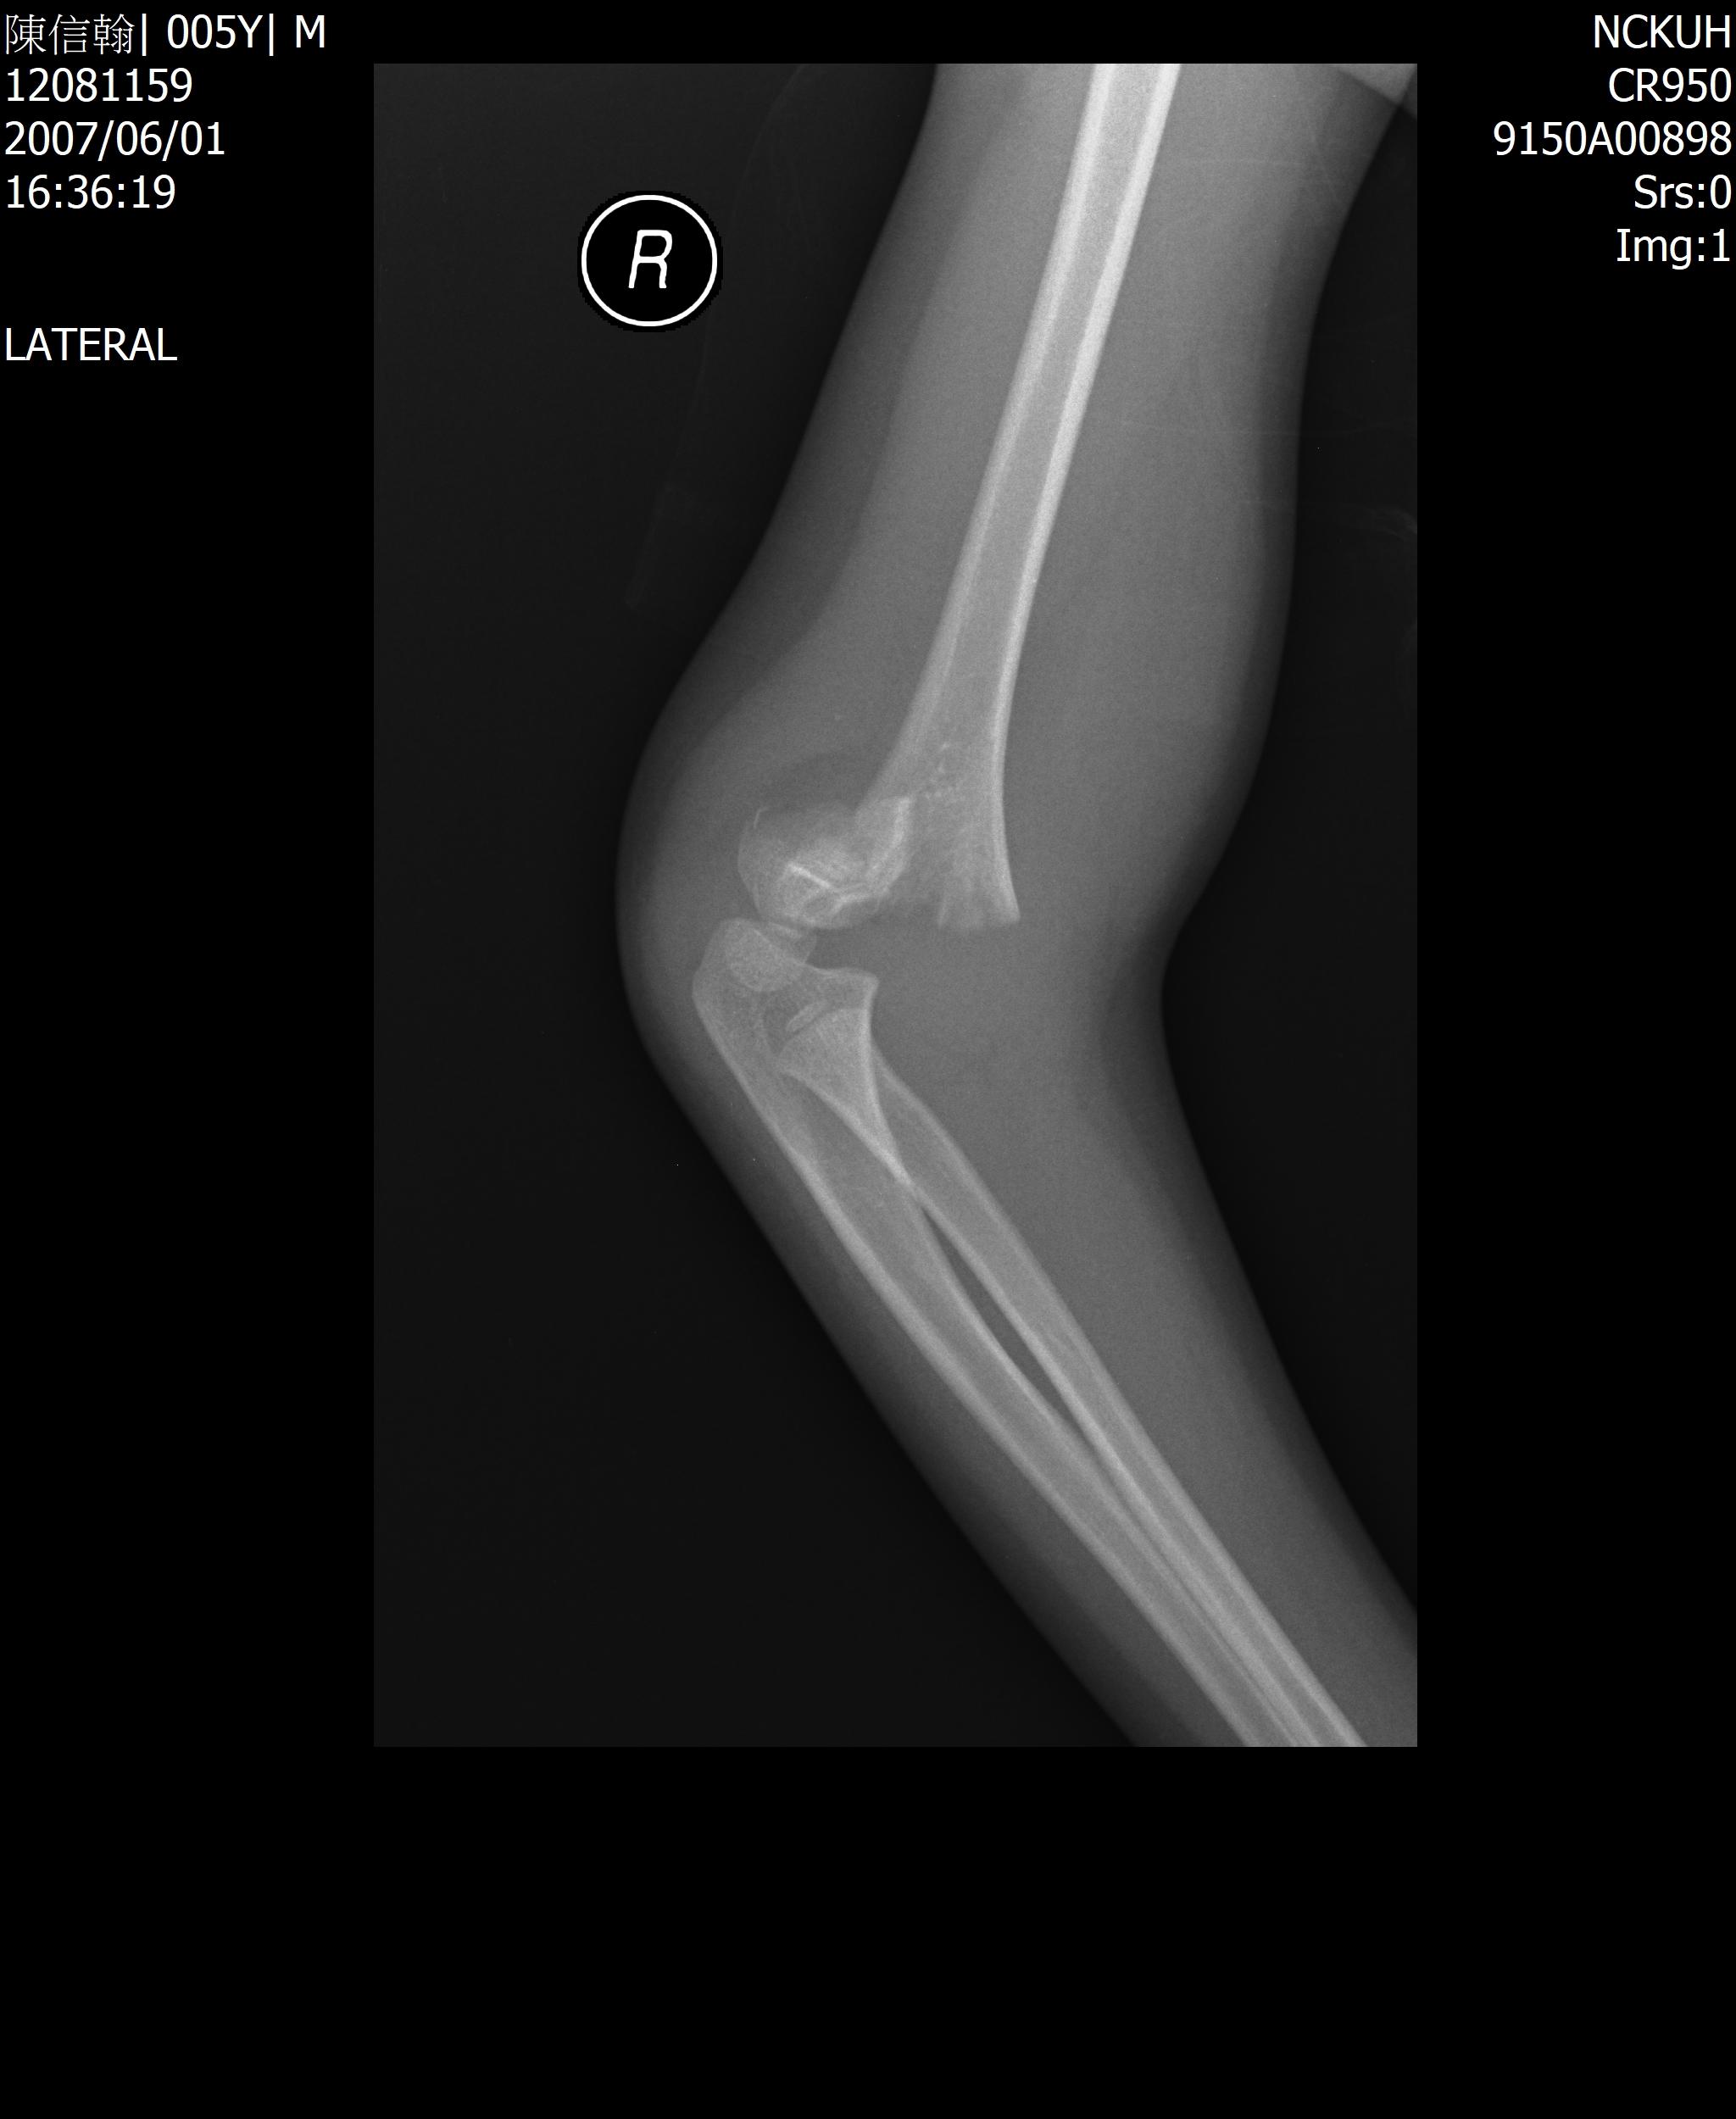 陳信翰| 005Y| M
12081159
2007/06/01
16:36:19
LATERAL
NCKUH
CR950
9150A00898
Srs:0
Img:1
R